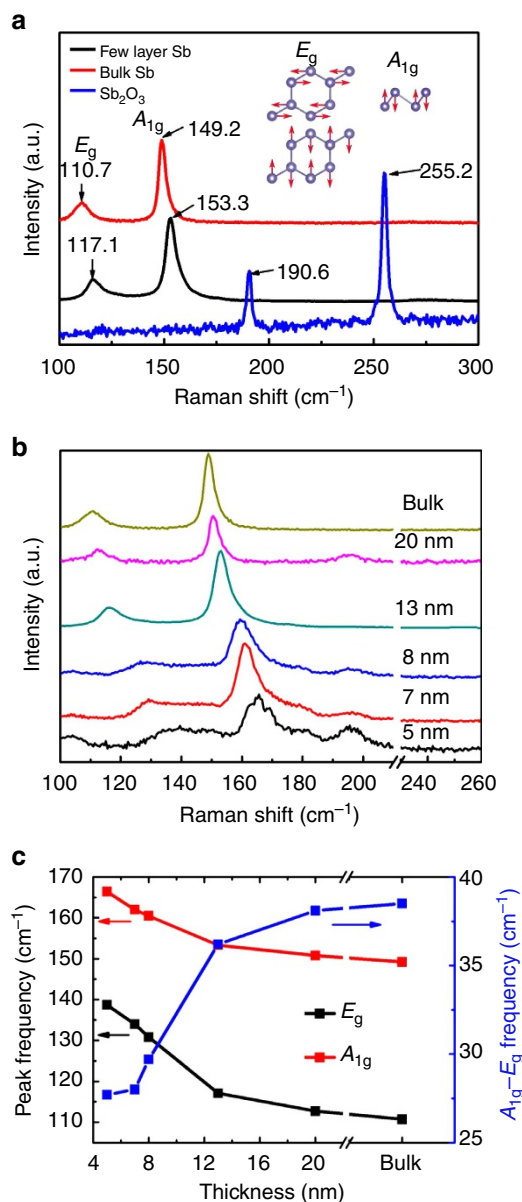 a
Few layer Sb
Bulk Sb
Sb2O3
Eg
A1g
Eg
110.7
A1g
149.2
153.3
117.1
190.6
255.2
Intensity (a.u.)
100 150 200 250 300
Raman shift (cm−1)
b
Bulk
20 nm
13 nm
8 nm
7 nm
5 nm
Intensity (a.u.)
100 120 140 160 180 200 240 260
Raman shift (cm−1)
c
170
160
150
140
130
120
110
Peak frequency (cm−1)
40
35
30
25
A1g–Eg frequency (cm−1)
Eg
A1g
4 8 12 16 20 Bulk
Thickness (nm)